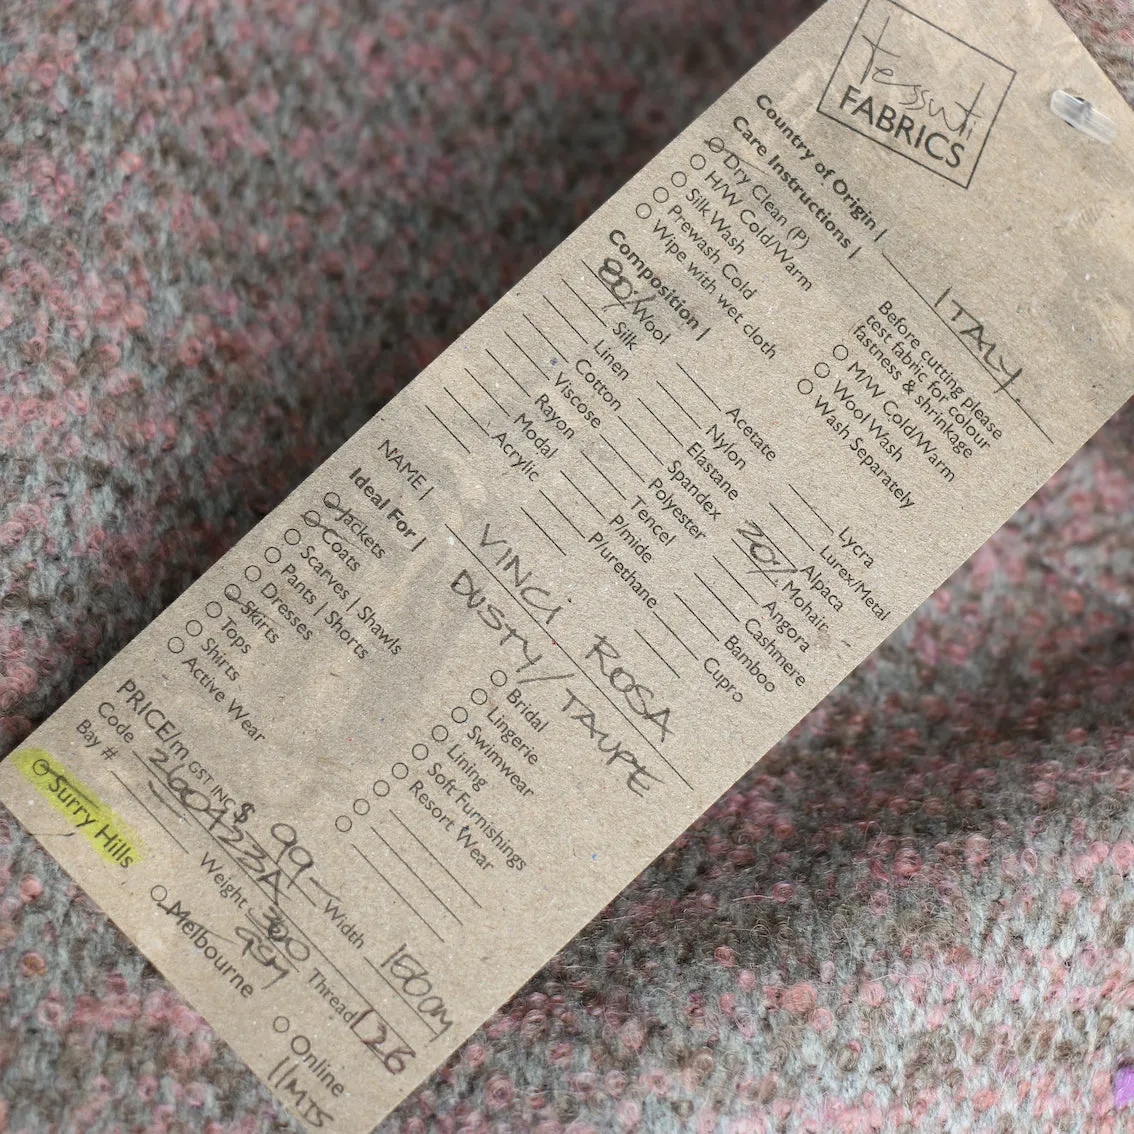 tessuti
FABRICS
Country of Origin | ITALY.
Care Instructions |
Dry Clean (P)
H/W Cold/Warm
Silk Wash
Prewash Cold
Wipe with wet cloth
Before cutting please
test fabric for colour
fastness & shrinkage
M/W Cold/Warm
Wool Wash
Wash Separately
Composition |
80% Wool
Silk
Linen
Cotton
Viscose
Rayon
Modal
Acrylic
Acetate
Nylon
Elastane
Spandex
Polyester
Tencel
P/mide
P/urethane
Lycra
Lurex/Metal
Alpaca
20% Mohair
Angora
Cashmere
Bamboo
Cupro
NAME | VINCI ROSA
DUSTY/TAUPE
Ideal For |
Jackets
Coats
Scarves | Shawls
Pants | Shorts
Dresses
Skirts
Tops
Shirts
Active Wear
Bridal
Lingerie
Swimwear
Lining
Soft Furnishings
Resort Wear
PRICE/m GST INC $ 99- Width 150cm
Code 260423A Weight 300 Thread 126
Bay # 
Surry Hills Melbourne Online
11MTS